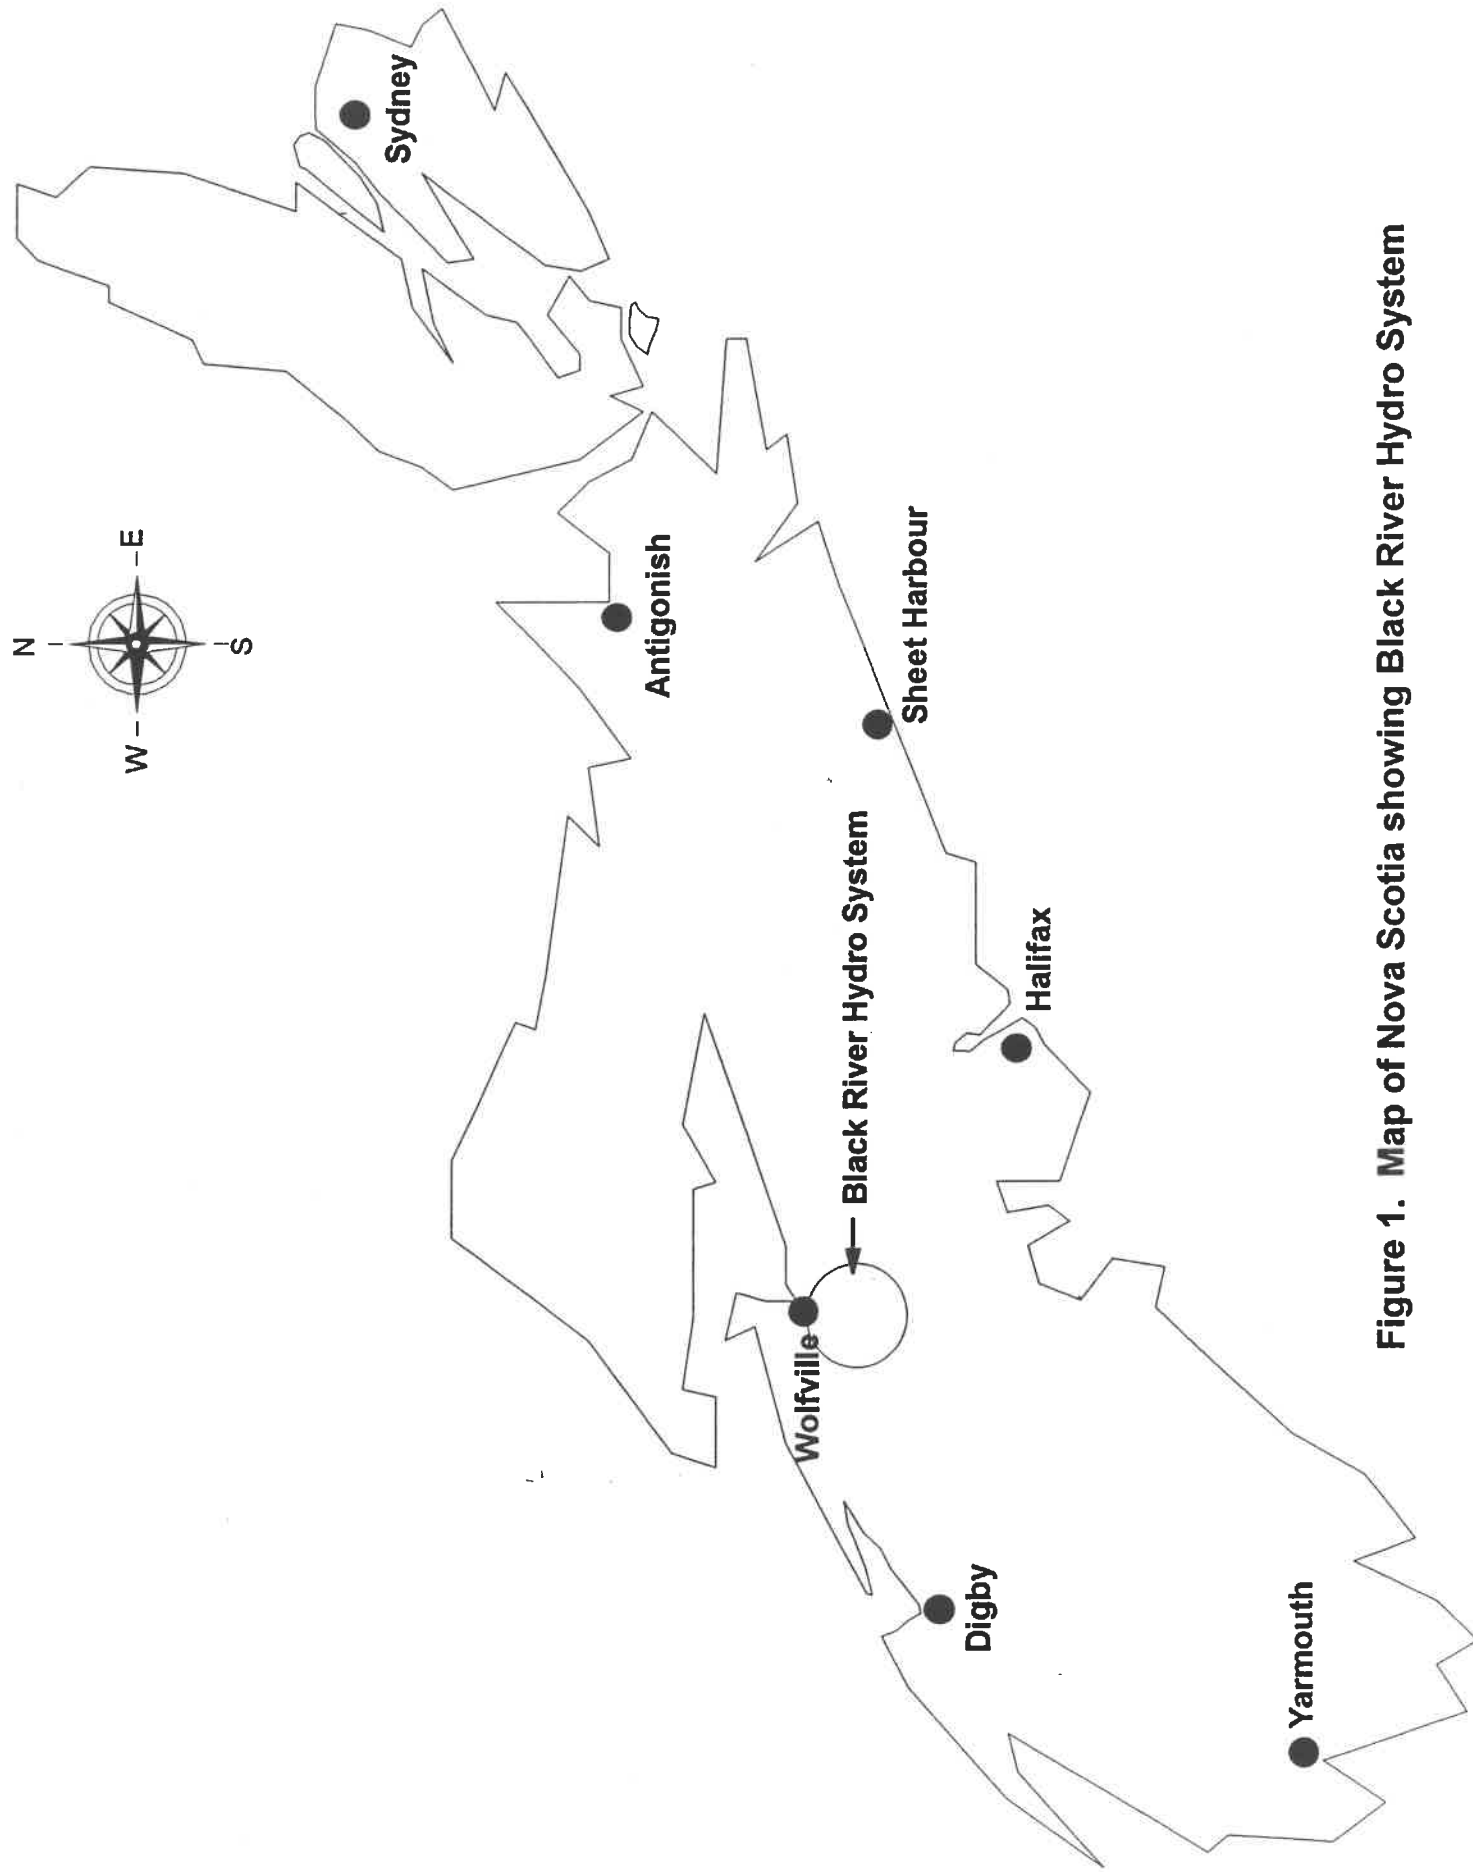 N
W
E
S
Sydney
Antigonish
Sheet Harbour
Black River Hydro System
Halifax
Wolfville
Digby
Yarmouth
Figure 1. Map of Nova Scotia showing Black River Hydro System